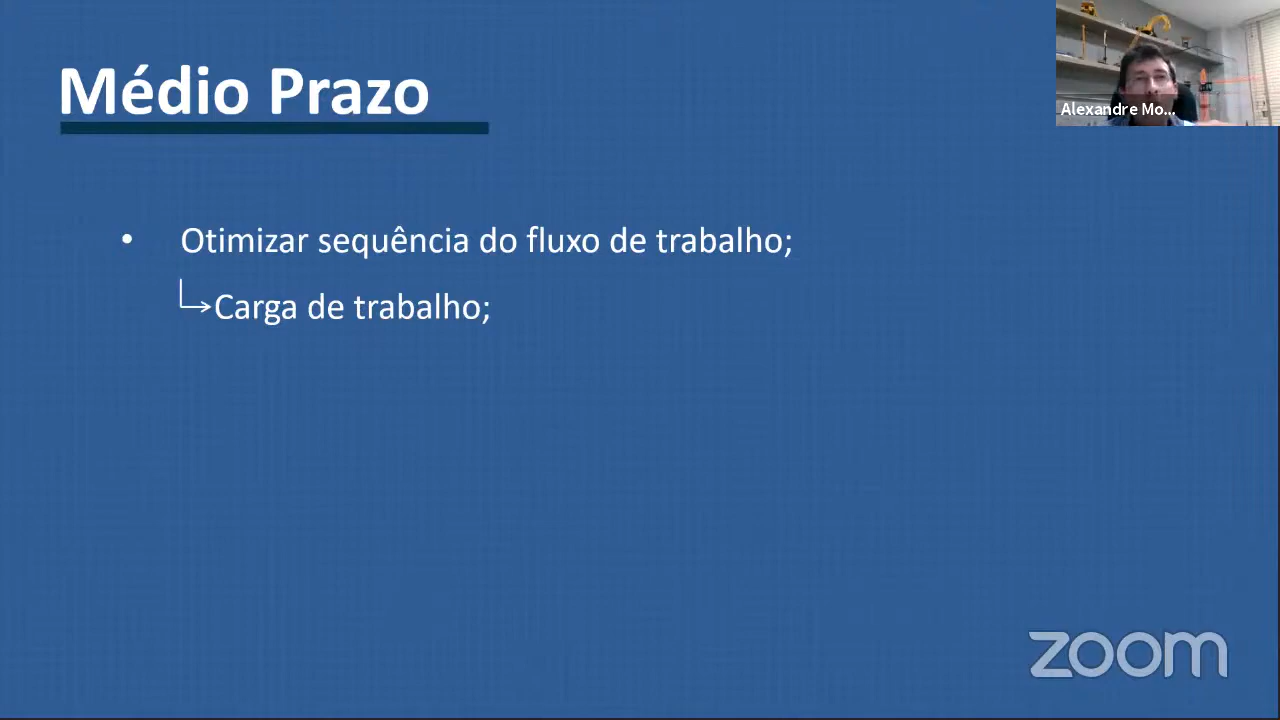 Médio Prazo
Alexandre Mo...
• Otimizar sequência do fluxo de trabalho;
Carga de trabalho;
zoom